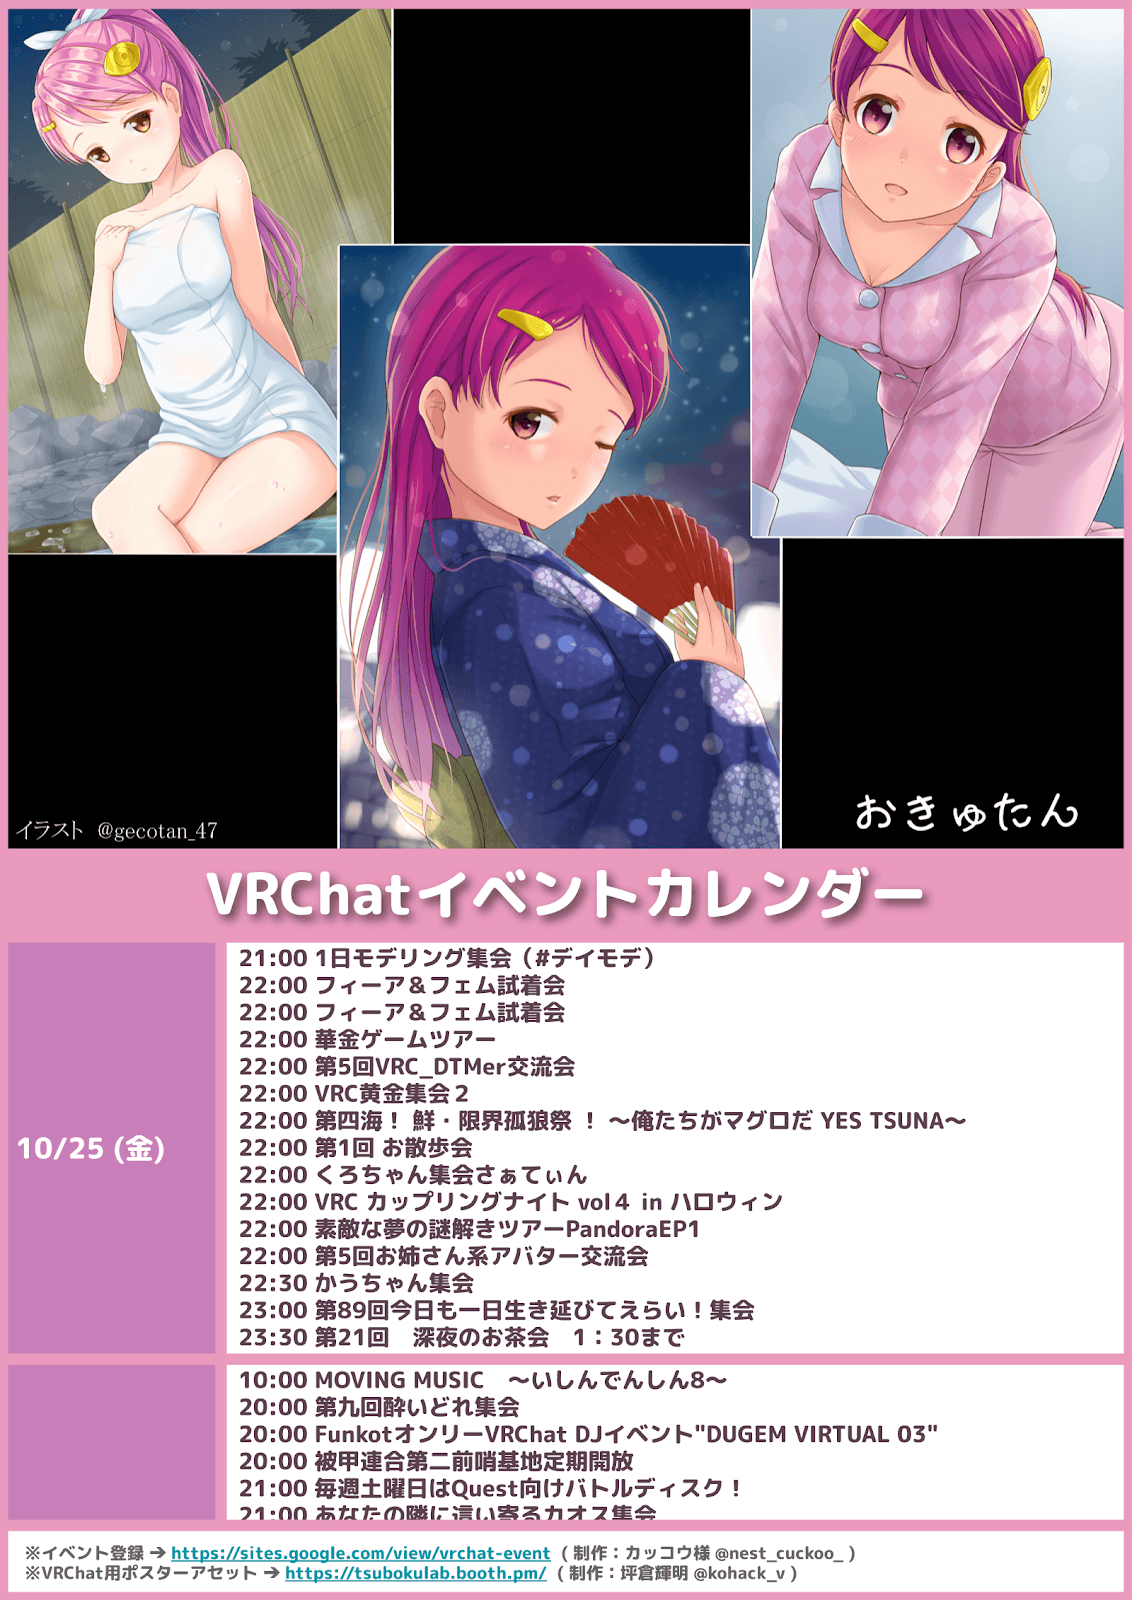 イラスト @gecotan_47
おきゅたん
VRChatイベントカレンダー
10/25 (金)
21:00 1日モデリング集会（#デイモデ）
22:00 フィーア＆フェム試着会
22:00 フィーア＆フェム試着会
22:00 華金ゲームツアー
22:00 第5回VRC_DTMer交流会
22:00 VRC黄金集会２
22:00 第四海！ 鮮・限界孤狼祭 ！ ～俺たちがマグロだ YES TSUNA～
22:00 第1回 お散歩会
22:00 くろちゃん集会さぁてぃん
22:00 VRC カップリングナイト vol４ in ハロウィン
22:00 素敵な夢の謎解きツアーPandoraEP1
22:00 第5回お姉さん系アバター交流会
22:30 かうちゃん集会
23:00 第89回今日も一日生き延びてえらい！集会
23:30 第21回　深夜のお茶会　1：30まで
10:00 MOVING MUSIC　～いしんでんしん8～
20:00 第九回酔いどれ集会
20:00 FunkotオンリーVRChat DJイベント"DUGEM VIRTUAL 03"
20:00 被甲連合第二前哨基地定期開放
21:00 毎週土曜日はQuest向けバトルディスク！
21:00 あなたの隣に這い寄るカオス集会
※イベント登録 → https://sites.google.com/view/vrchat-event （制作：カッコウ様 @nest_cuckoo_）
※VRChat用ポスターアセット → https://tsubokulab.booth.pm/ （制作：坪倉輝明 @kohack_v）